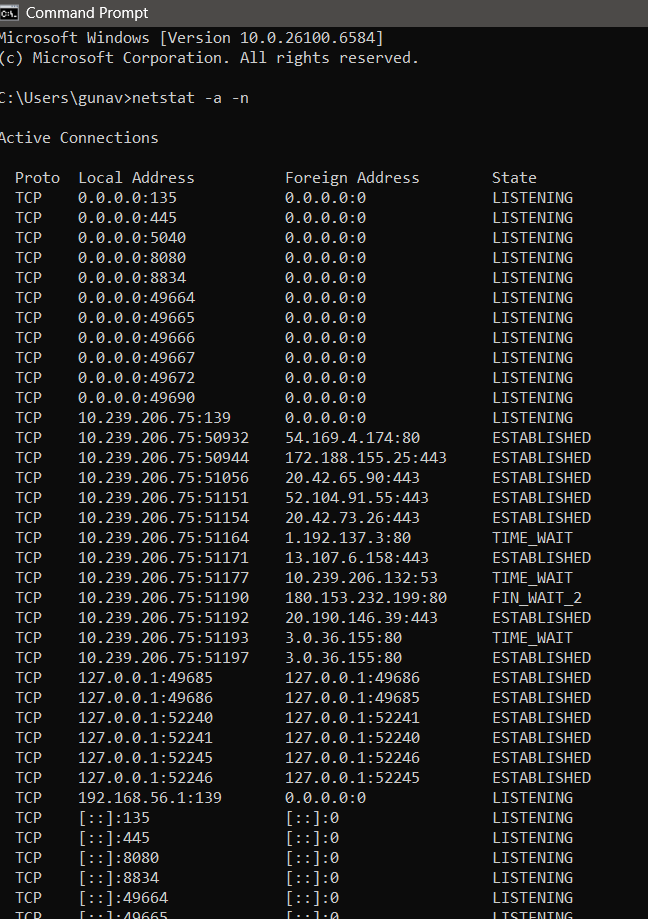 Command Prompt
Microsoft Windows [Version 10.0.26100.6584]
(c) Microsoft Corporation. All rights reserved.
C:\Users\gunav>netstat -a -n
Active Connections
Proto  Local Address          Foreign Address        State
TCP    0.0.0.0:135            0.0.0.0:0              LISTENING
TCP    0.0.0.0:445            0.0.0.0:0              LISTENING
TCP    0.0.0.0:5040           0.0.0.0:0              LISTENING
TCP    0.0.0.0:8080           0.0.0.0:0              LISTENING
TCP    0.0.0.0:8834           0.0.0.0:0              LISTENING
TCP    0.0.0.0:49664          0.0.0.0:0              LISTENING
TCP    0.0.0.0:49665          0.0.0.0:0              LISTENING
TCP    0.0.0.0:49666          0.0.0.0:0              LISTENING
TCP    0.0.0.0:49667          0.0.0.0:0              LISTENING
TCP    0.0.0.0:49672          0.0.0.0:0              LISTENING
TCP    0.0.0.0:49690          0.0.0.0:0              LISTENING
TCP    10.239.206.75:139      0.0.0.0:0              LISTENING
TCP    10.239.206.75:50932    54.169.4.174:80        ESTABLISHED
TCP    10.239.206.75:50944    172.188.155.25:443     ESTABLISHED
TCP    10.239.206.75:51056    20.42.65.90:443        ESTABLISHED
TCP    10.239.206.75:51151    52.104.91.55:443       ESTABLISHED
TCP    10.239.206.75:51154    20.42.73.26:443        ESTABLISHED
TCP    10.239.206.75:51164    1.192.137.3:80         TIME_WAIT
TCP    10.239.206.75:51171    13.107.6.158:443       ESTABLISHED
TCP    10.239.206.75:51177    10.239.206.132:53      TIME_WAIT
TCP    10.239.206.75:51190    180.153.232.199:80     FIN_WAIT_2
TCP    10.239.206.75:51192    20.190.146.39:443      ESTABLISHED
TCP    10.239.206.75:51193    3.0.36.155:80          TIME_WAIT
TCP    10.239.206.75:51197    3.0.36.155:80          ESTABLISHED
TCP    127.0.0.1:49685        127.0.0.1:49686        ESTABLISHED
TCP    127.0.0.1:49686        127.0.0.1:49685        ESTABLISHED
TCP    127.0.0.1:52240        127.0.0.1:52241        ESTABLISHED
TCP    127.0.0.1:52241        127.0.0.1:52240        ESTABLISHED
TCP    127.0.0.1:52245        127.0.0.1:52246        ESTABLISHED
TCP    127.0.0.1:52246        127.0.0.1:52245        ESTABLISHED
TCP    192.168.56.1:139       0.0.0.0:0              LISTENING
TCP    [::]:135               [::]:0                 LISTENING
TCP    [::]:445               [::]:0                 LISTENING
TCP    [::]:8080              [::]:0                 LISTENING
TCP    [::]:8834              [::]:0                 LISTENING
TCP    [::]:49664             [::]:0                 LISTENING
TCP    [::]:49665             [::]:0                 LISTENING